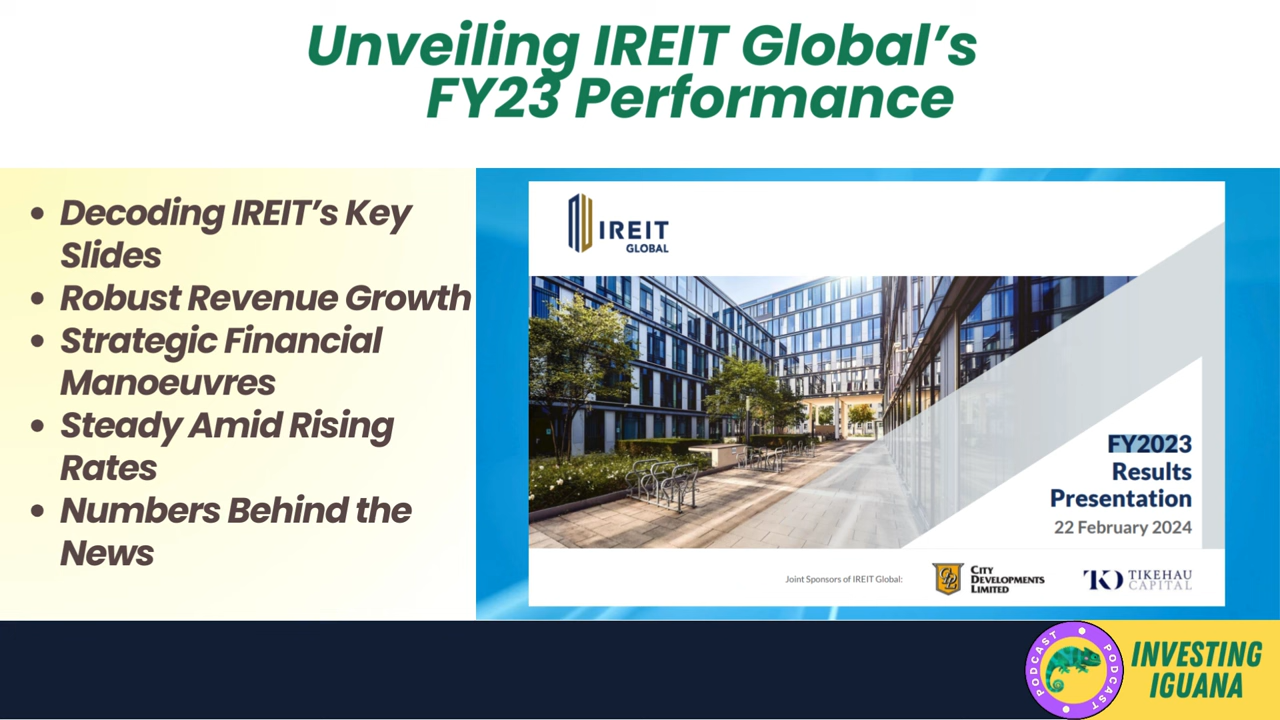 Unveiling IREIT Global’s
FY23 Performance
• Decoding IREIT’s Key
Slides
• Robust Revenue Growth
• Strategic Financial
Manoeuvres
• Steady Amid Rising
Rates
• Numbers Behind the
News
IREIT
GLOBAL
FY2023
Results
Presentation
22 February 2024
Joint Sponsors of IREIT Global:
CITY
DEVELOPMENTS
LIMITED
TIKEHAU
CAPITAL
PODCAST
PODCAST
INVESTING
IGUANA